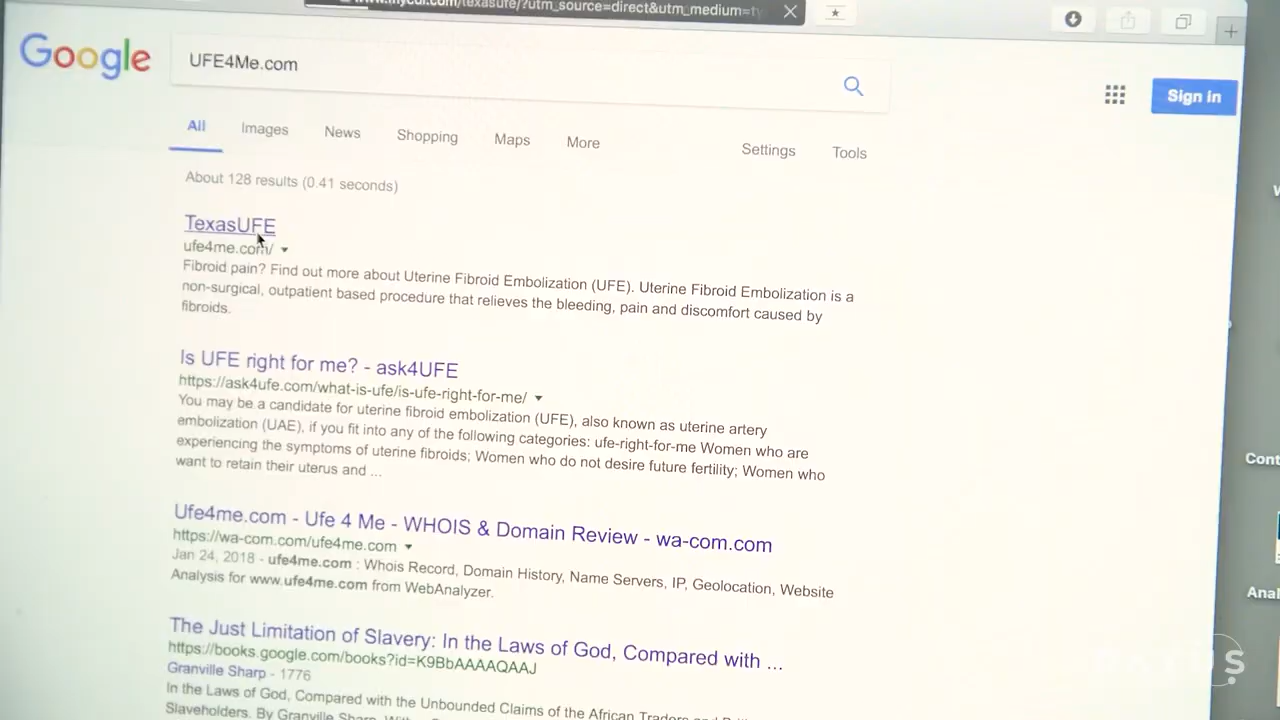 /texasufe/?utm_source=direct&utm_medium=
Google
UFE4Me.com
Sign in
All Images News Shopping Maps More Settings Tools
About 128 results (0.41 seconds)
TexasUFE
ufe4me.com/
Fibroid pain? Find out more about Uterine Fibroid Embolization (UFE). Uterine Fibroid Embolization is a
non-surgical, outpatient based procedure that relieves the bleeding, pain and discomfort caused by
fibroids.
Is UFE right for me? - ask4UFE
https://ask4ufe.com/what-is-ufe/is-ufe-right-for-me/
You may be a candidate for uterine fibroid embolization (UFE), also known as uterine artery
embolization (UAE), if you fit into any of the following categories: ufe-right-for-me Women who are
experiencing the symptoms of uterine fibroids; Women who do not desire future fertility; Women who
want to retain their uterus and ...
Cont
Ufe4me.com - Ufe 4 Me - WHOIS & Domain Review - wa-com.com
https://wa-com.com/ufe4me.com
Jan 24, 2018 - ufe4me.com : Whois Record, Domain History, Name Servers, IP, Geolocation, Website
Analysis for www.ufe4me.com from WebAnalyzer.
Anal
The Just Limitation of Slavery: In the Laws of God, Compared with ...
https://books.google.com/books?id=K9BbAAAAQAAJ
Granville Sharp - 1776
In the Laws of God, Compared with the Unbounded Claims of the African Traders and
Slaveholders. By Granville Sharp.